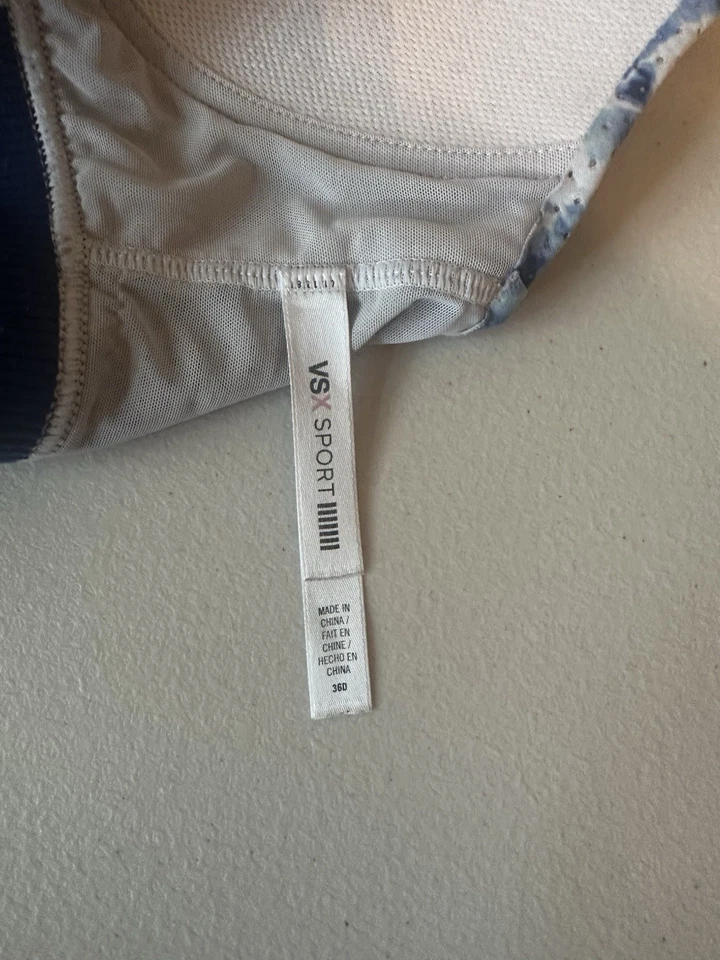 VSX SPORT
MADE IN
CHINA /
FAIT EN
CHINE /
HECHO EN
CHINA
36D